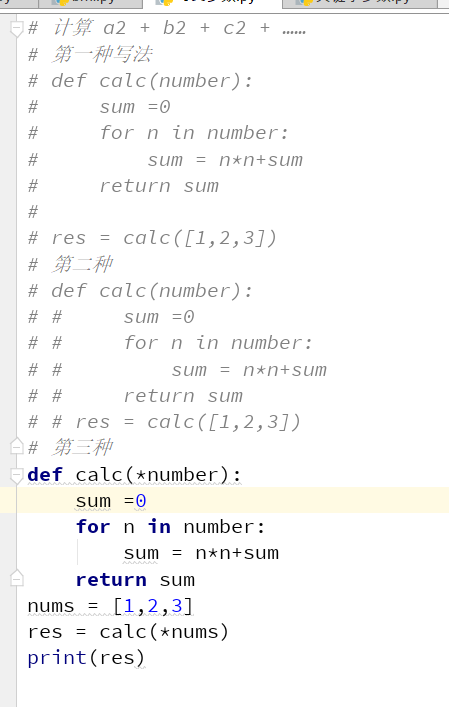 # 计算 a2 + b2 + c2 + ……
# 第一种写法
# def calc(number):
#     sum =0
#     for n in number:
#         sum = n*n+sum
#     return sum
#
# res = calc([1,2,3])
# 第二种
# def calc(number):
# #     sum =0
# #     for n in number:
# #         sum = n*n+sum
# #     return sum
# # res = calc([1,2,3])
# 第三种
def calc(*number):
    sum =0
    for n in number:
        sum = n*n+sum
    return sum
nums = [1,2,3]
res = calc(*nums)
print(res)